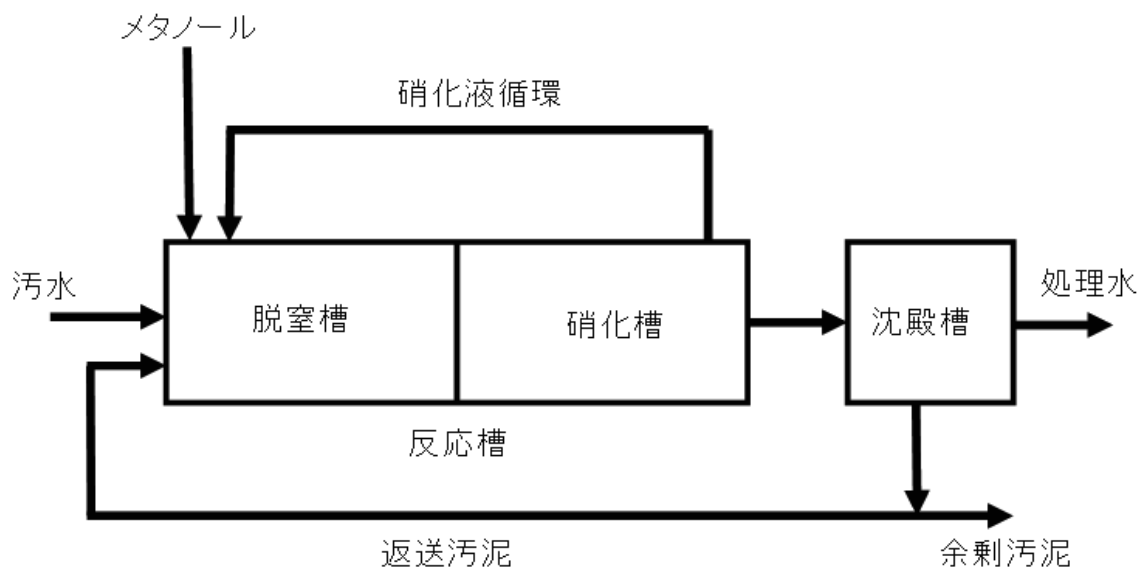 メタノール
硝化液循環
汚水
脱窒槽
硝化槽
沈殿槽
処理水
反応槽
返送汚泥
余剰汚泥